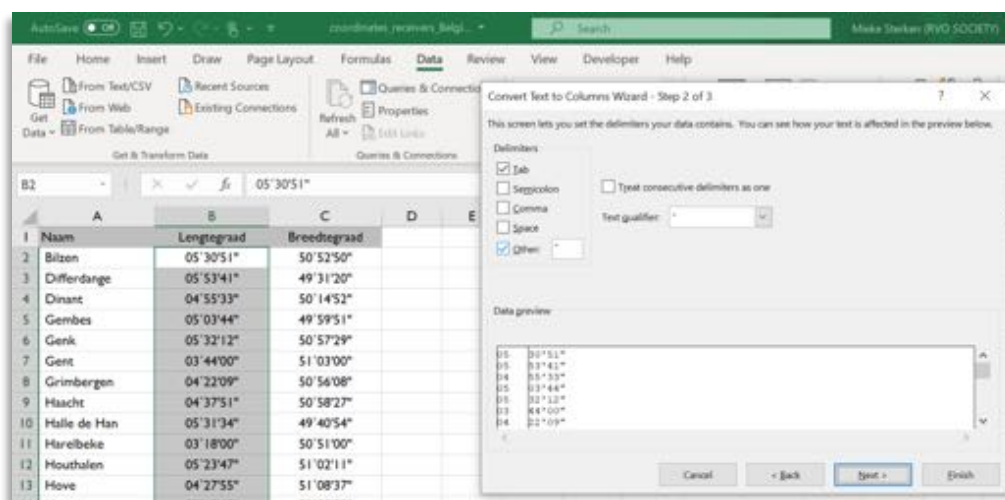 AutoSave Off coordinates_receivers_Belgi... Search Mieke Sterken (RVO SOCIETY)
File Home Insert Draw Page Layout Formulas Data Review View Developer Help
Get Data
From Text/CSV
From Web
From Table/Range
Recent Sources
Existing Connections
Get & Transform Data
Refresh All
Queries & Connectio
Properties
Edit Links
Queries & Connections
B2 fx 05°30'51"
A B C D E
1 Naam Lengtegraad Breedtegraad
2 Bilzen 05°30'51" 50°52'50"
3 Differdange 05°53'41" 49°31'20"
4 Dinant 04°55'33" 50°14'52"
5 Gembes 05°03'44" 49°59'51"
6 Genk 05°32'12" 50°57'29"
7 Gent 03°44'00" 51°03'00"
8 Grimbergen 04°22'09" 50°56'08"
9 Haacht 04°37'51" 50°58'27"
10 Halle de Han 05°31'34" 49°40'54"
11 Harelbeke 03°18'00" 50°51'00"
12 Houthalen 05°23'47" 51°02'11"
13 Hove 04°27'55" 51°08'37"
Convert Text to Columns Wizard - Step 2 of 3 ? ×
This screen lets you set the delimiters your data contains. You can see how your text is affected in the preview below.
Delimiters
Tab
Semicolon
Comma
Space
Other: °
Treat consecutive delimiters as one
Text qualifier: "
Data preview
05 30'51"
05 53'41"
04 55'33"
05 03'44"
05 32'12"
03 44'00"
04 22'09"
Cancel < Back Next > Finish